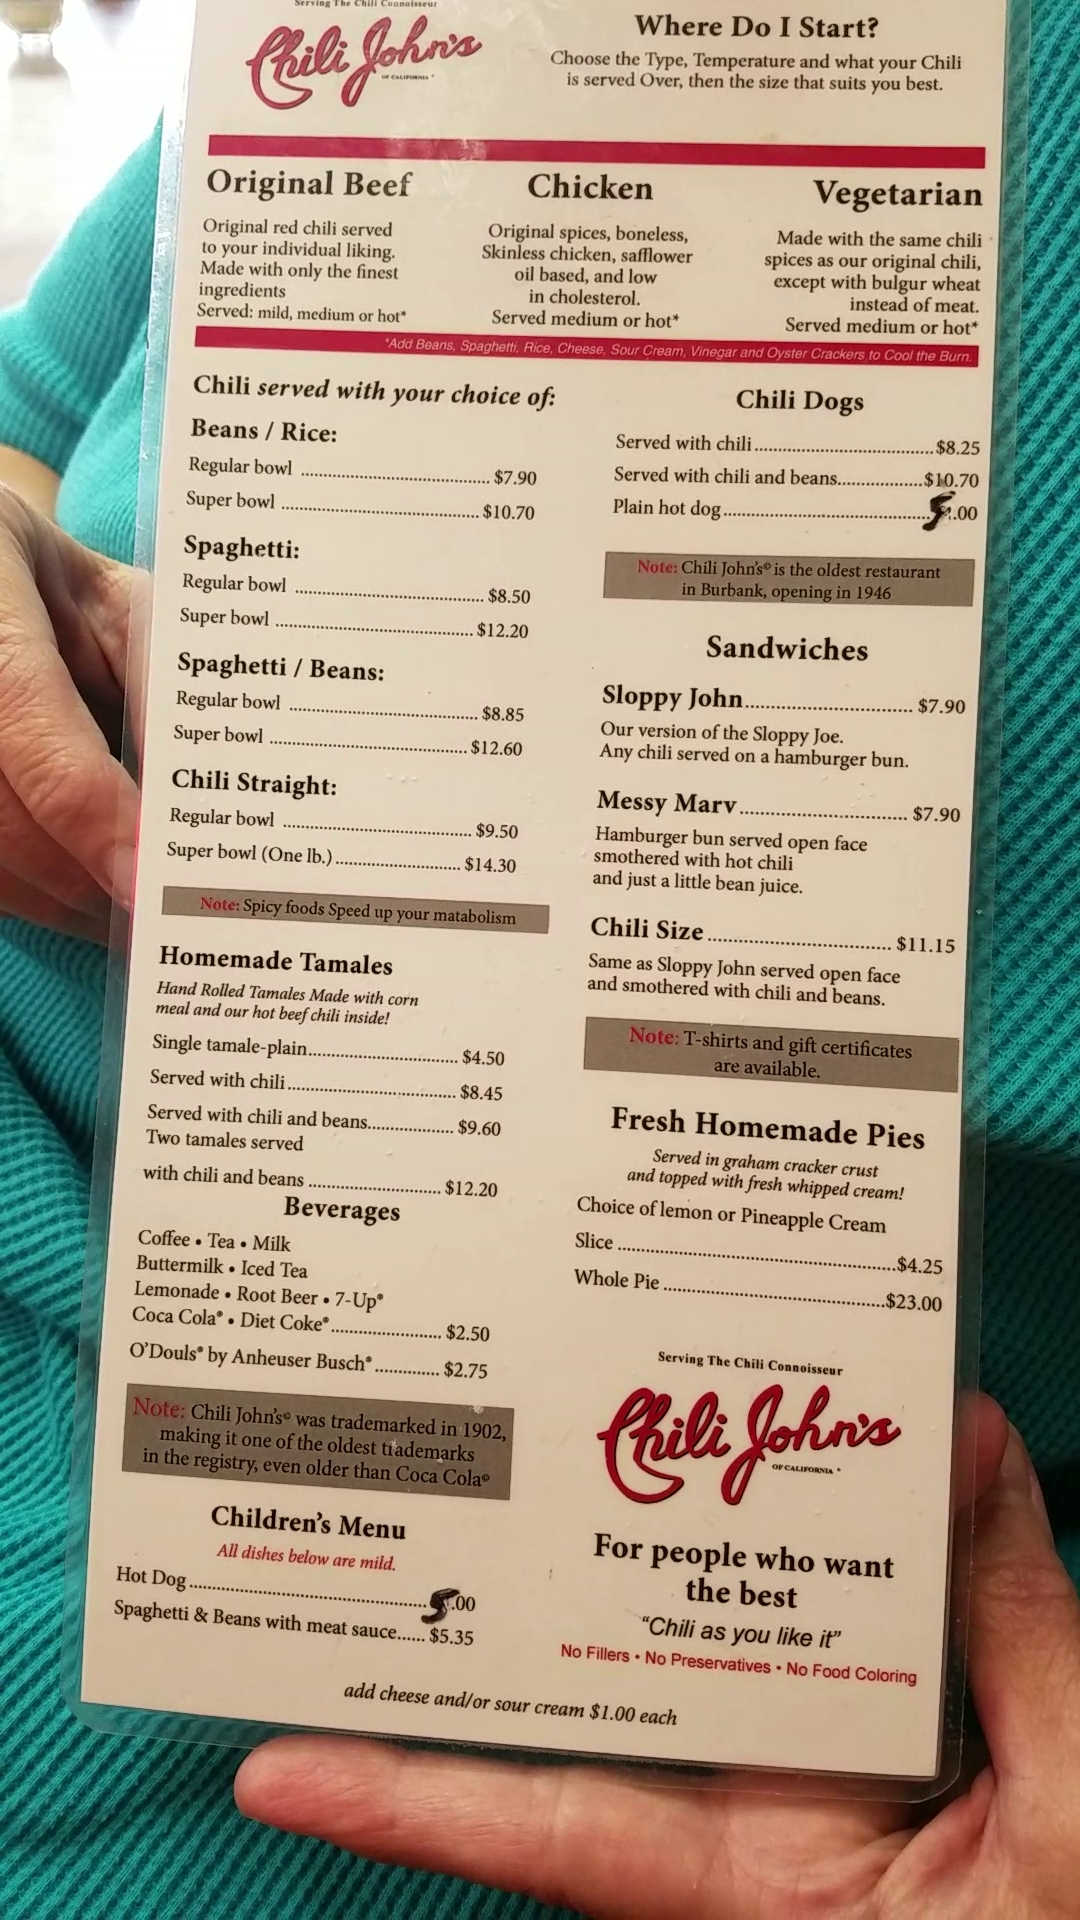 Serving The Chili Connoisseur
Chili John's
OF CALIFORNIA
Where Do I Start?
Choose the Type, Temperature and what your Chili
is served Over, then the size that suits you best.
Original Beef
Original red chili served
to your individual liking.
Made with only the finest
ingredients
Served: mild, medium or hot*
Chicken
Original spices, boneless,
Skinless chicken, safflower
oil based, and low
in cholesterol.
Served medium or hot*
Vegetarian
Made with the same chili
spices as our original chili,
except with bulgur wheat
instead of meat.
Served medium or hot*
*Add Beans, Spaghetti, Rice, Cheese, Sour Cream, Vinegar and Oyster Crackers to Cool the Burn.
Chili served with your choice of:
Beans / Rice:
Regular bowl ........ $7.90
Super bowl ........ $10.70
Spaghetti:
Regular bowl ........ $8.50
Super bowl ........ $12.20
Spaghetti / Beans:
Regular bowl ........ $8.85
Super bowl ........ $12.60
Chili Straight:
Regular bowl ........ $9.50
Super bowl (One lb.) ........ $14.30
Note: Spicy foods Speed up your matabolism
Homemade Tamales
Hand Rolled Tamales Made with corn
meal and our hot beef chili inside!
Single tamale-plain ........ $4.50
Served with chili ........ $8.45
Served with chili and beans ........ $9.60
Two tamales served
with chili and beans ........ $12.20
Beverages
Coffee • Tea • Milk
Buttermilk • Iced Tea
Lemonade • Root Beer • 7-Up®
Coca Cola® • Diet Coke® ........ $2.50
O'Douls® by Anheuser Busch® ........ $2.75
Note: Chili John's© was trademarked in 1902,
making it one of the oldest trademarks
in the registry, even older than Coca Cola©
Children's Menu
All dishes below are mild.
Hot Dog ........ 5.00
Spaghetti & Beans with meat sauce ...... $5.35
Chili Dogs
Served with chili ........ $8.25
Served with chili and beans ........ $10.70
Plain hot dog ........ 5.00
Note: Chili John's© is the oldest restaurant
in Burbank, opening in 1946
Sandwiches
Sloppy John ........ $7.90
Our version of the Sloppy Joe.
Any chili served on a hamburger bun.
Messy Marv ........ $7.90
Hamburger bun served open face
smothered with hot chili
and just a little bean juice.
Chili Size ........ $11.15
Same as Sloppy John served open face
and smothered with chili and beans.
Note: T-shirts and gift certificates
are available.
Fresh Homemade Pies
Served in graham cracker crust
and topped with fresh whipped cream!
Choice of lemon or Pineapple Cream
Slice ........ $4.25
Whole Pie ........ $23.00
Serving The Chili Connoisseur
Chili John's
OF CALIFORNIA
For people who want
the best
"Chili as you like it"
No Fillers • No Preservatives • No Food Coloring
add cheese and/or sour cream $1.00 each